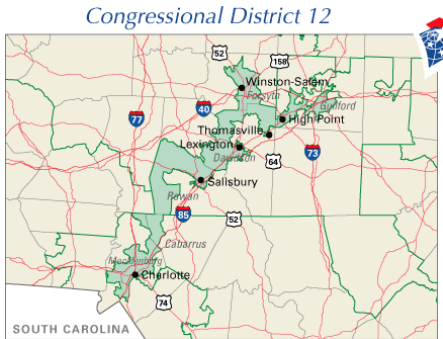 Congressional District 12
52
158
Winston-Salem
Forsyth
40
Guilford
77
High Point
Thomasville
Lexington
Davidson
64
73
Salisbury
Rowan
85
52
Cabarrus
Mecklenburg
Charlotte
74
SOUTH CAROLINA